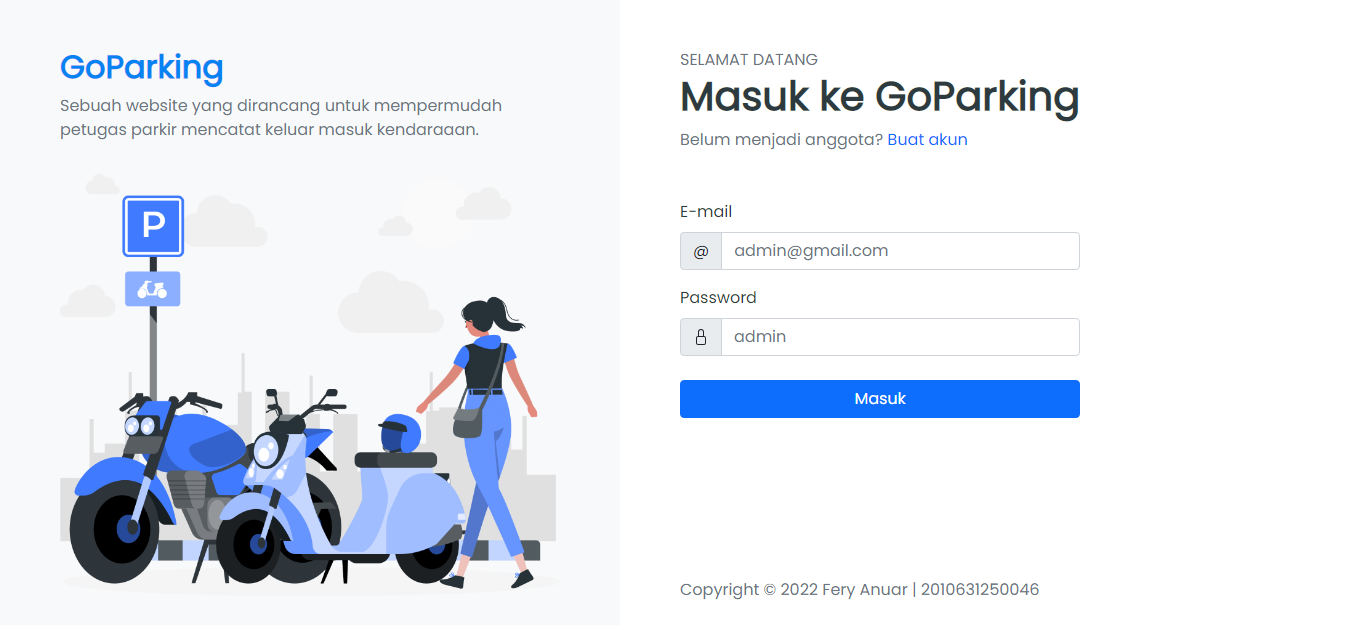 GoParking
Sebuah website yang dirancang untuk mempermudah
petugas parkir mencatat keluar masuk kendaraaan.
P
SELAMAT DATANG
Masuk ke GoParking
Belum menjadi anggota? Buat akun
E-mail
@ admin@gmail.com
Password
admin
Masuk
Copyright © 2022 Fery Anuar | 2010631250046